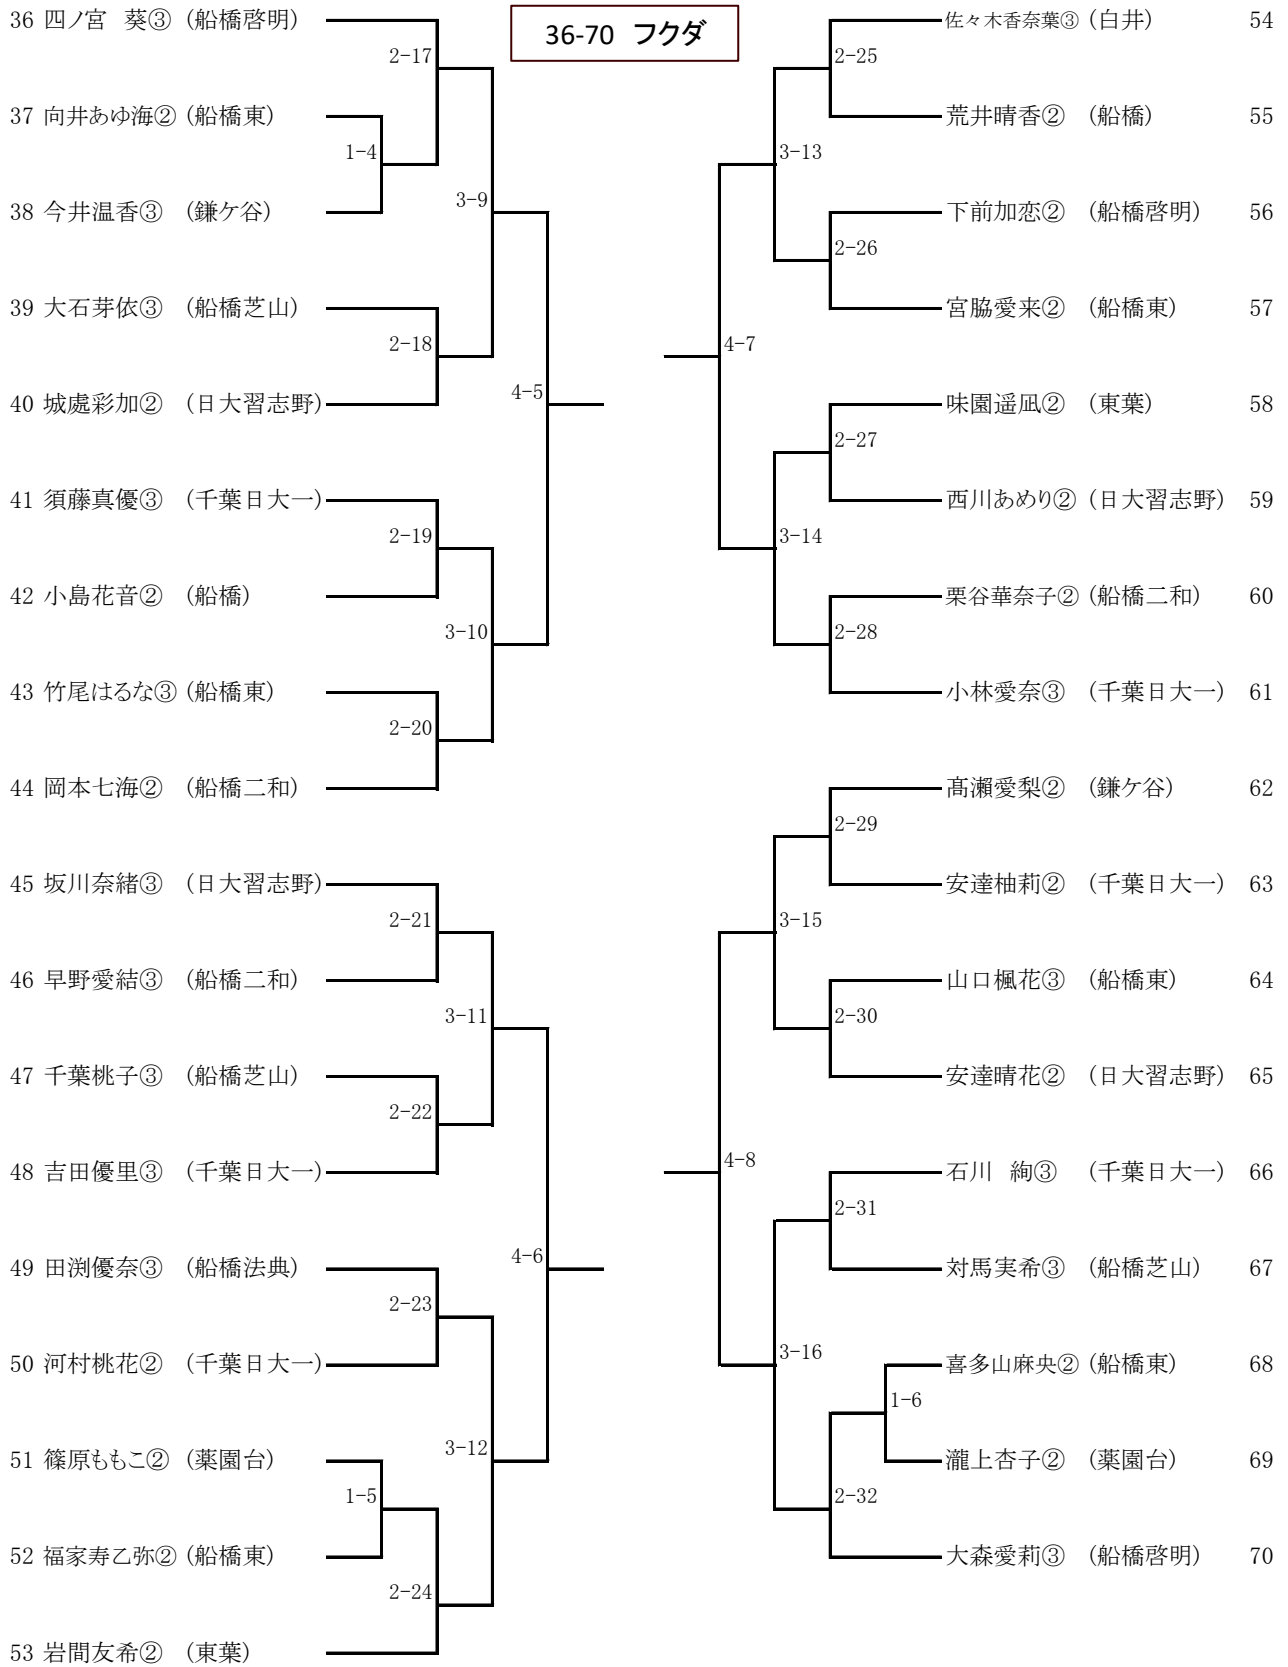 36-70 フクダ
36 四ノ宮 葵③ (船橋啓明)
2-17
37 向井あゆ海② (船橋東)
1-4
38 今井温香③ (鎌ケ谷)
3-9
39 大石芽依③ (船橋芝山)
2-18
40 城處彩加② (日大習志野)
4-5
41 須藤真優③ (千葉日大一)
2-19
42 小島花音② (船橋)
3-10
43 竹尾はるな③ (船橋東)
2-20
44 岡本七海② (船橋二和)
45 坂川奈緒③ (日大習志野)
2-21
46 早野愛結③ (船橋二和)
3-11
47 千葉桃子③ (船橋芝山)
2-22
48 吉田優里③ (千葉日大一)
4-6
49 田渕優奈③ (船橋法典)
2-23
50 河村桃花② (千葉日大一)
3-12
51 篠原ももこ② (薬園台)
1-5
52 福家寿乙弥② (船橋東)
2-24
53 岩間友希② (東葉)
佐々木香奈葉③ (白井) 54
2-25
荒井晴香② (船橋) 55
3-13
下前加恋② (船橋啓明) 56
2-26
宮脇愛来② (船橋東) 57
4-7
味園遥凪② (東葉) 58
2-27
西川あめり② (日大習志野) 59
3-14
栗谷華奈子② (船橋二和) 60
2-28
小林愛奈③ (千葉日大一) 61
髙瀬愛梨② (鎌ケ谷) 62
2-29
安達柚莉② (千葉日大一) 63
3-15
山口楓花③ (船橋東) 64
2-30
安達晴花② (日大習志野) 65
4-8
石川 絢③ (千葉日大一) 66
2-31
対馬実希③ (船橋芝山) 67
3-16
喜多山麻央② (船橋東) 68
1-6
瀧上杏子② (薬園台) 69
2-32
大森愛莉③ (船橋啓明) 70